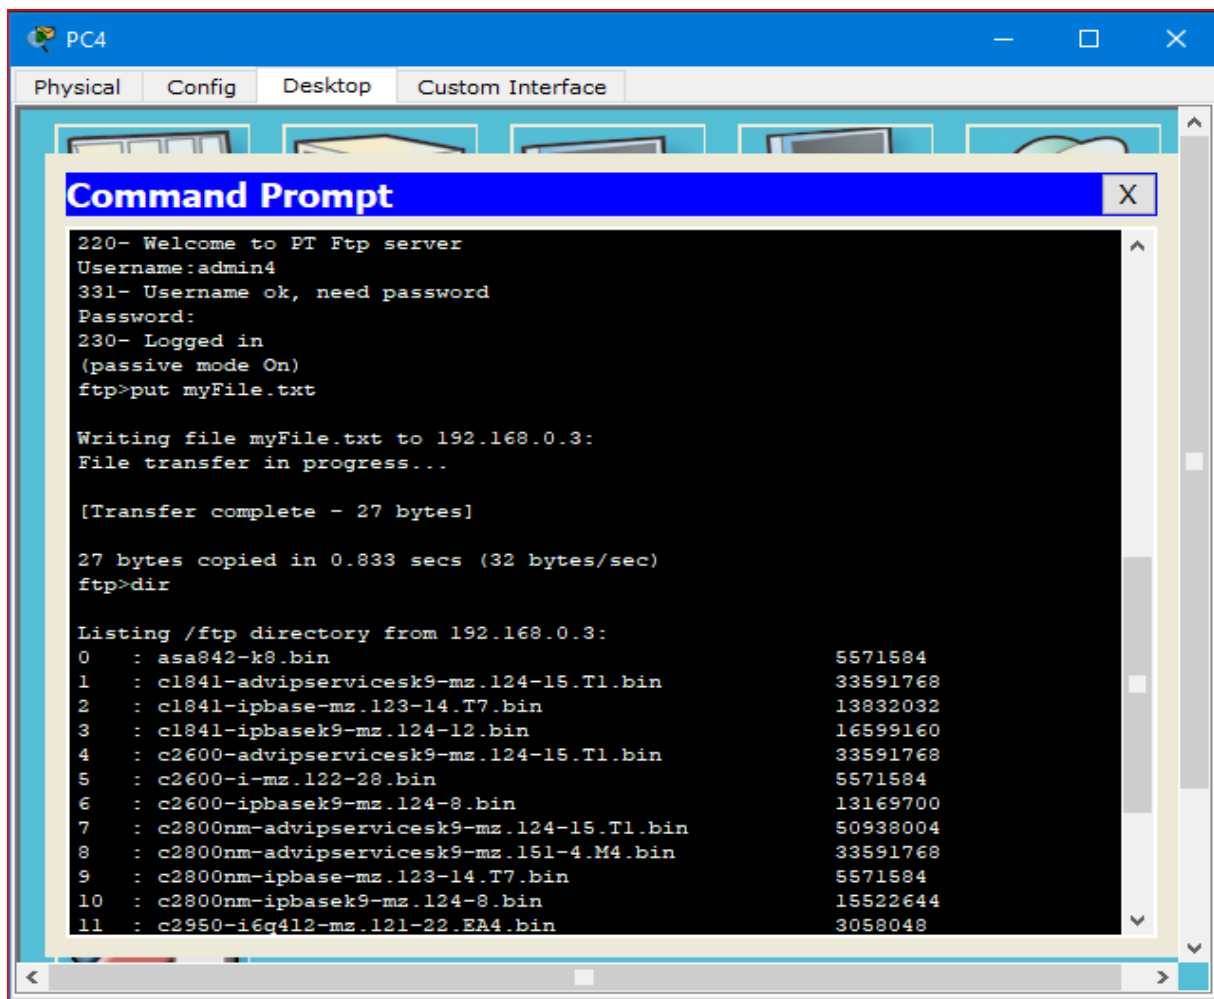 PC4
Physical Config Desktop Custom Interface
Command Prompt X
220- Welcome to PT Ftp server
Username:admin4
331- Username ok, need password
Password:
230- Logged in
(passive mode On)
ftp>put myFile.txt
Writing file myFile.txt to 192.168.0.3:
File transfer in progress...
[Transfer complete - 27 bytes]
27 bytes copied in 0.833 secs (32 bytes/sec)
ftp>dir
Listing /ftp directory from 192.168.0.3:
0 : asa842-k8.bin 5571584
1 : c1841-advipservicesk9-mz.124-15.T1.bin 33591768
2 : c1841-ipbase-mz.123-14.T7.bin 13832032
3 : c1841-ipbasek9-mz.124-12.bin 16599160
4 : c2600-advipservicesk9-mz.124-15.T1.bin 33591768
5 : c2600-i-mz.122-28.bin 5571584
6 : c2600-ipbasek9-mz.124-8.bin 13169700
7 : c2800nm-advipservicesk9-mz.124-15.T1.bin 50938004
8 : c2800nm-advipservicesk9-mz.151-4.M4.bin 33591768
9 : c2800nm-ipbase-mz.123-14.T7.bin 5571584
10 : c2800nm-ipbasek9-mz.124-8.bin 15522644
11 : c2950-i6q4l2-mz.121-22.EA4.bin 3058048